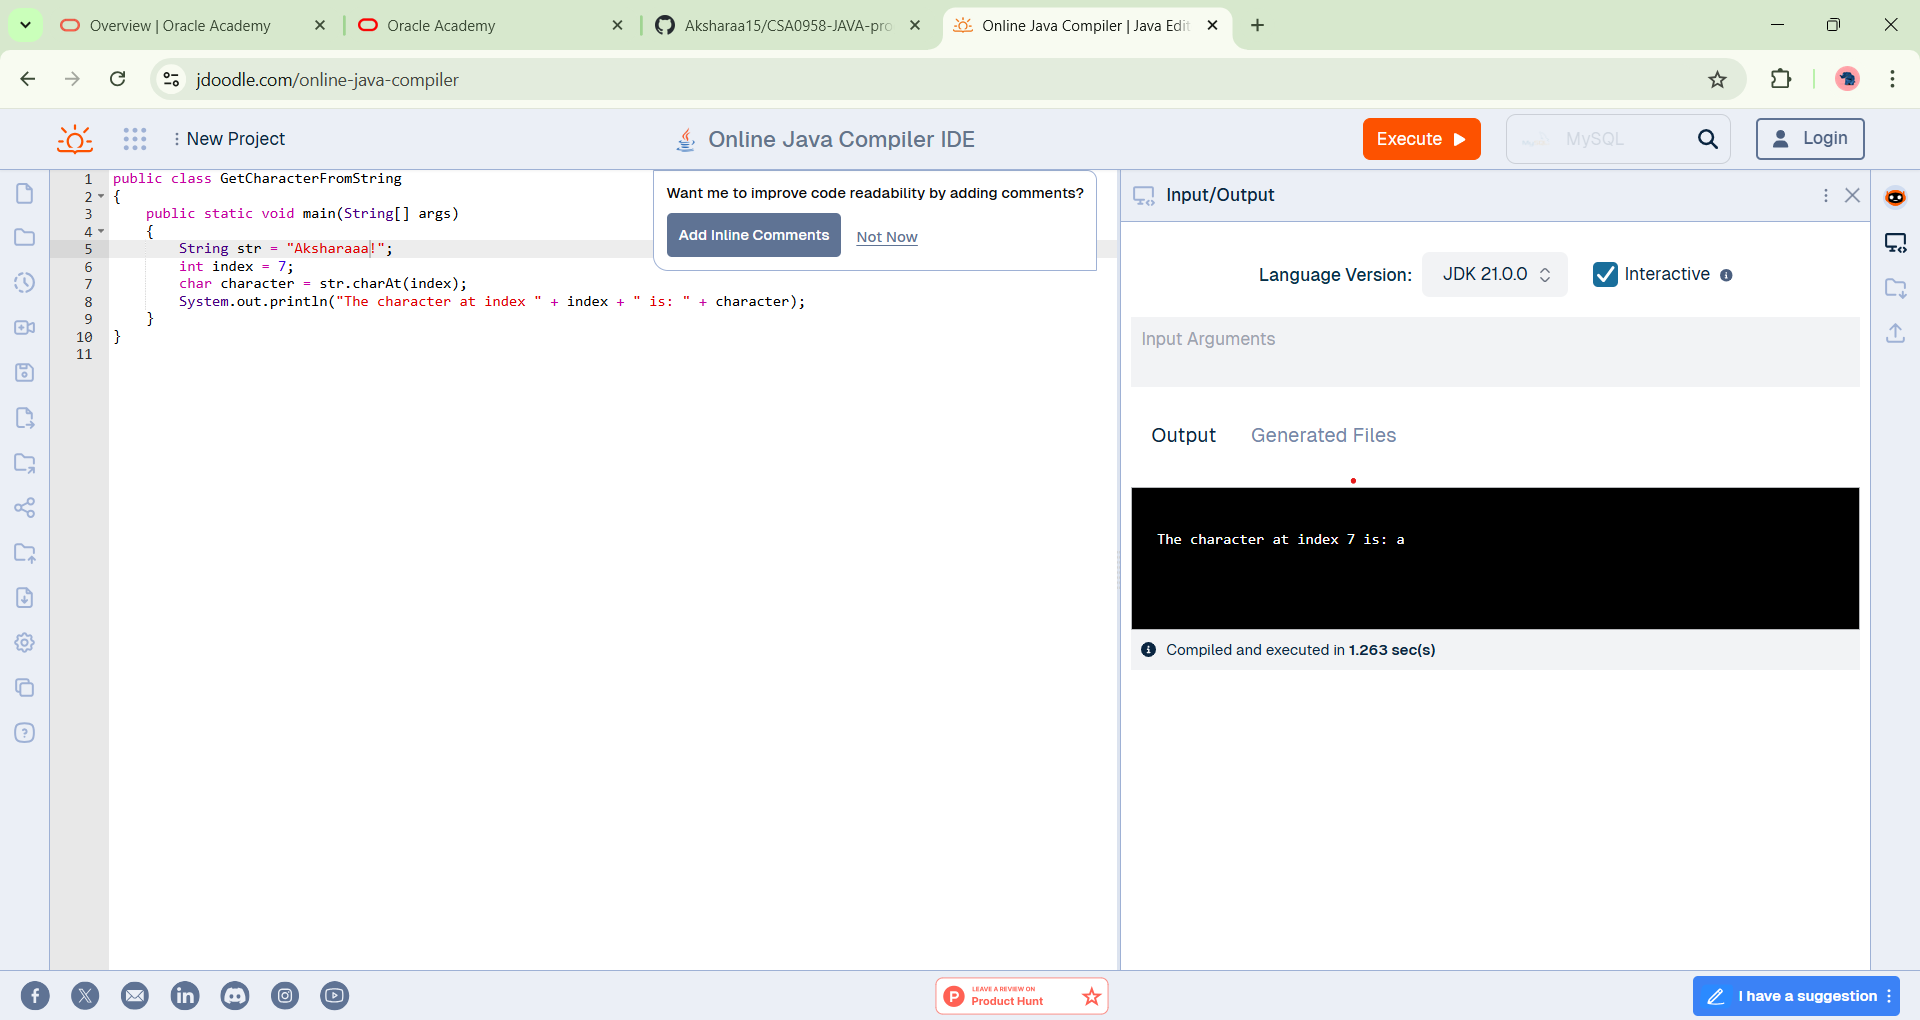 Overview | Oracle Academy
Oracle Academy
Aksharaa15/CSA0958-JAVA-pro
Online Java Compiler | Java Edit
jdoodle.com/online-java-compiler
New Project
Online Java Compiler IDE
Execute
MySQL
Login
1 public class GetCharacterFromString
2 {
3 public static void main(String[] args)
4 {
5 String str = "Aksharaaa!";
6 int index = 7;
7 char character = str.charAt(index);
8 System.out.println("The character at index " + index + " is: " + character);
9 }
10 }
11
Want me to improve code readability by adding comments?
Add Inline Comments
Not Now
Input/Output
Language Version:
JDK 21.0.0
Interactive
Input Arguments
Output
Generated Files
The character at index 7 is: a
Compiled and executed in 1.263 sec(s)
LEAVE A REVIEW ON
Product Hunt
I have a suggestion